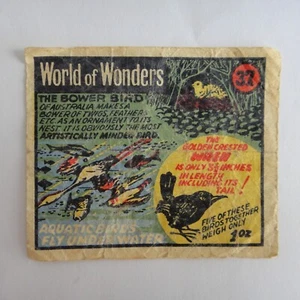 World of Wonders
37
THE BOWER BIRD
OF AUSTRALIA MAKES A
BOWER OF TWIGS, FEATHERS
ETC. AS AN ORNAMENT TO ITS
NEST. IT IS OBVIOUSLY THE MOST
ARTISTICALLY MINDED BIRD.
THE
GOLDEN CRESTED
WREN
IS ONLY 3½ INCHES
IN LENGTH
INCLUDING ITS
TAIL!
FIVE OF THESE
BIRDS TOGETHER
WEIGH ONLY
1 OZ
AQUATIC BIRDS
FLY UNDERWATER